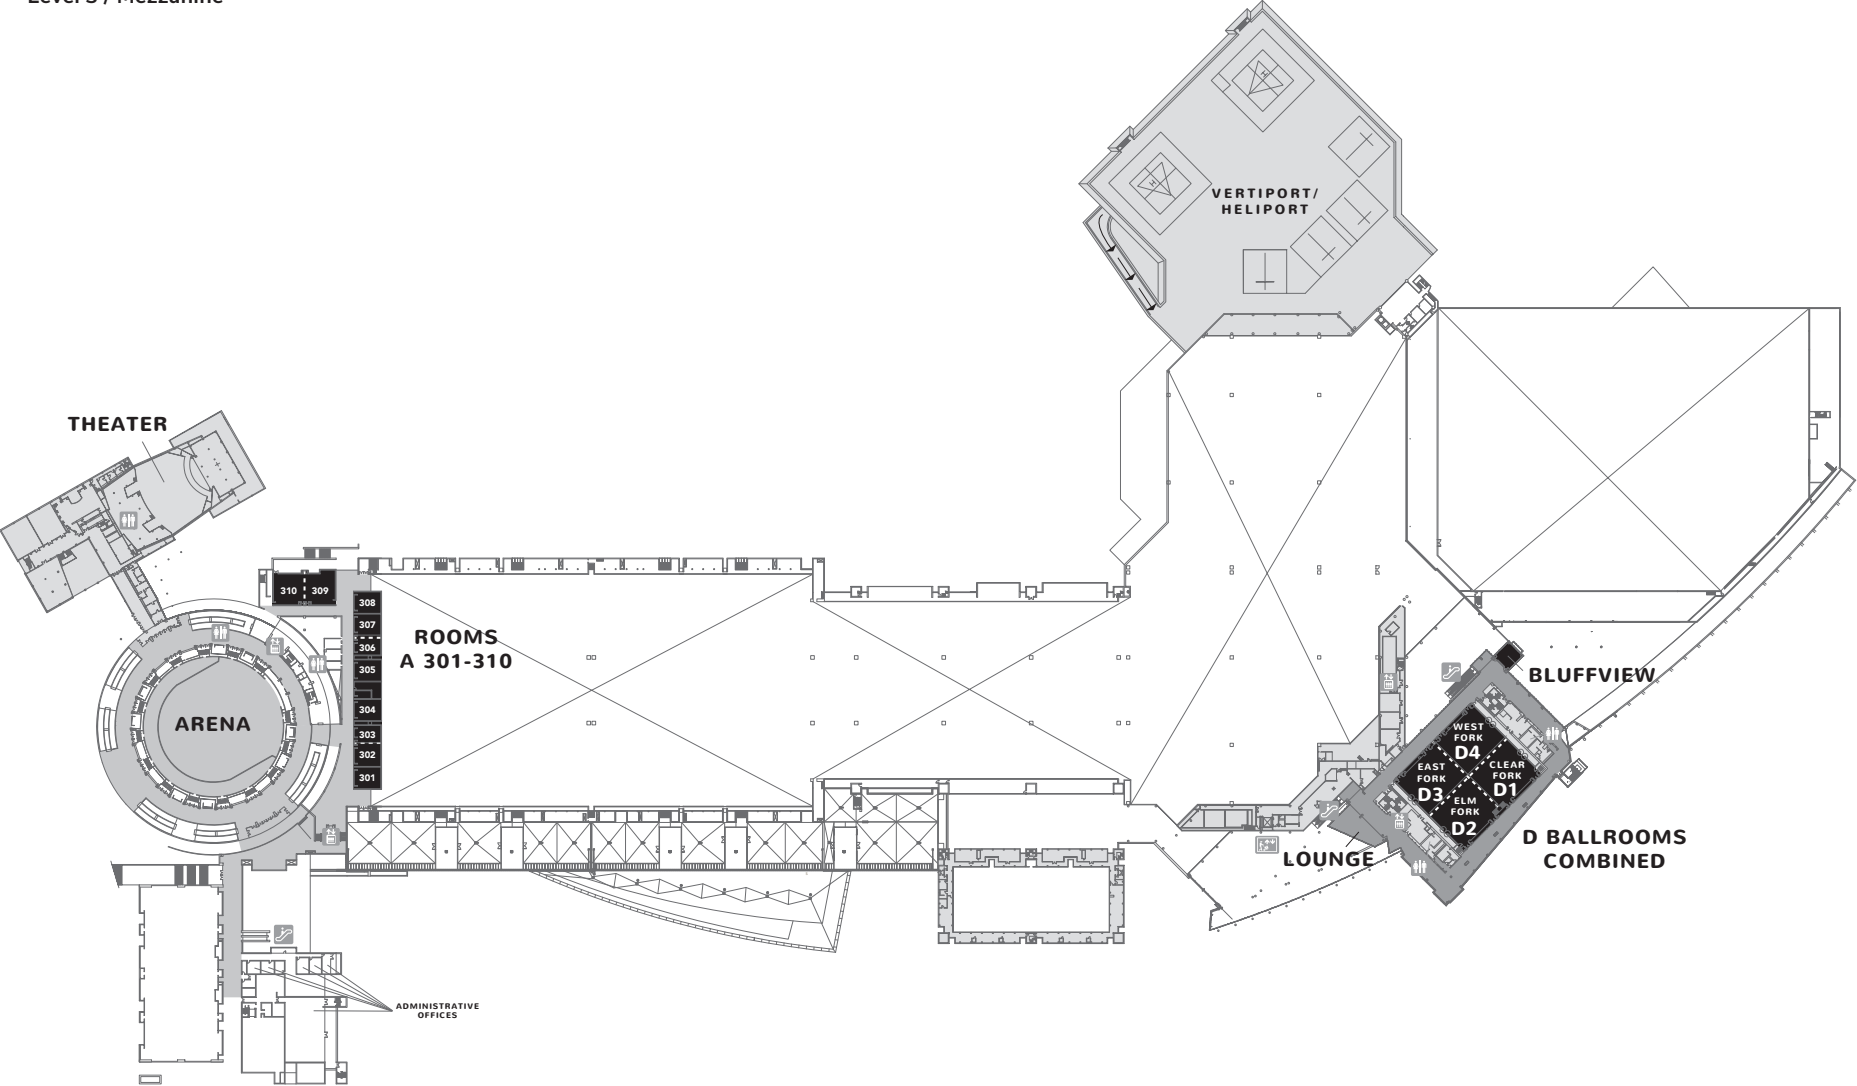 Level 3 / Mezzanine
H
H
VERTIPORT/
HELIPORT
THEATER
310
309
308
307
306
305
304
303
302
301
ROOMS
A 301-310
ARENA
BLUFFVIEW
WEST
FORK
D4
EAST
FORK
D3
CLEAR
FORK
D1
ELM
FORK
D2
D BALLROOMS
COMBINED
LOUNGE
ADMINISTRATIVE
OFFICES